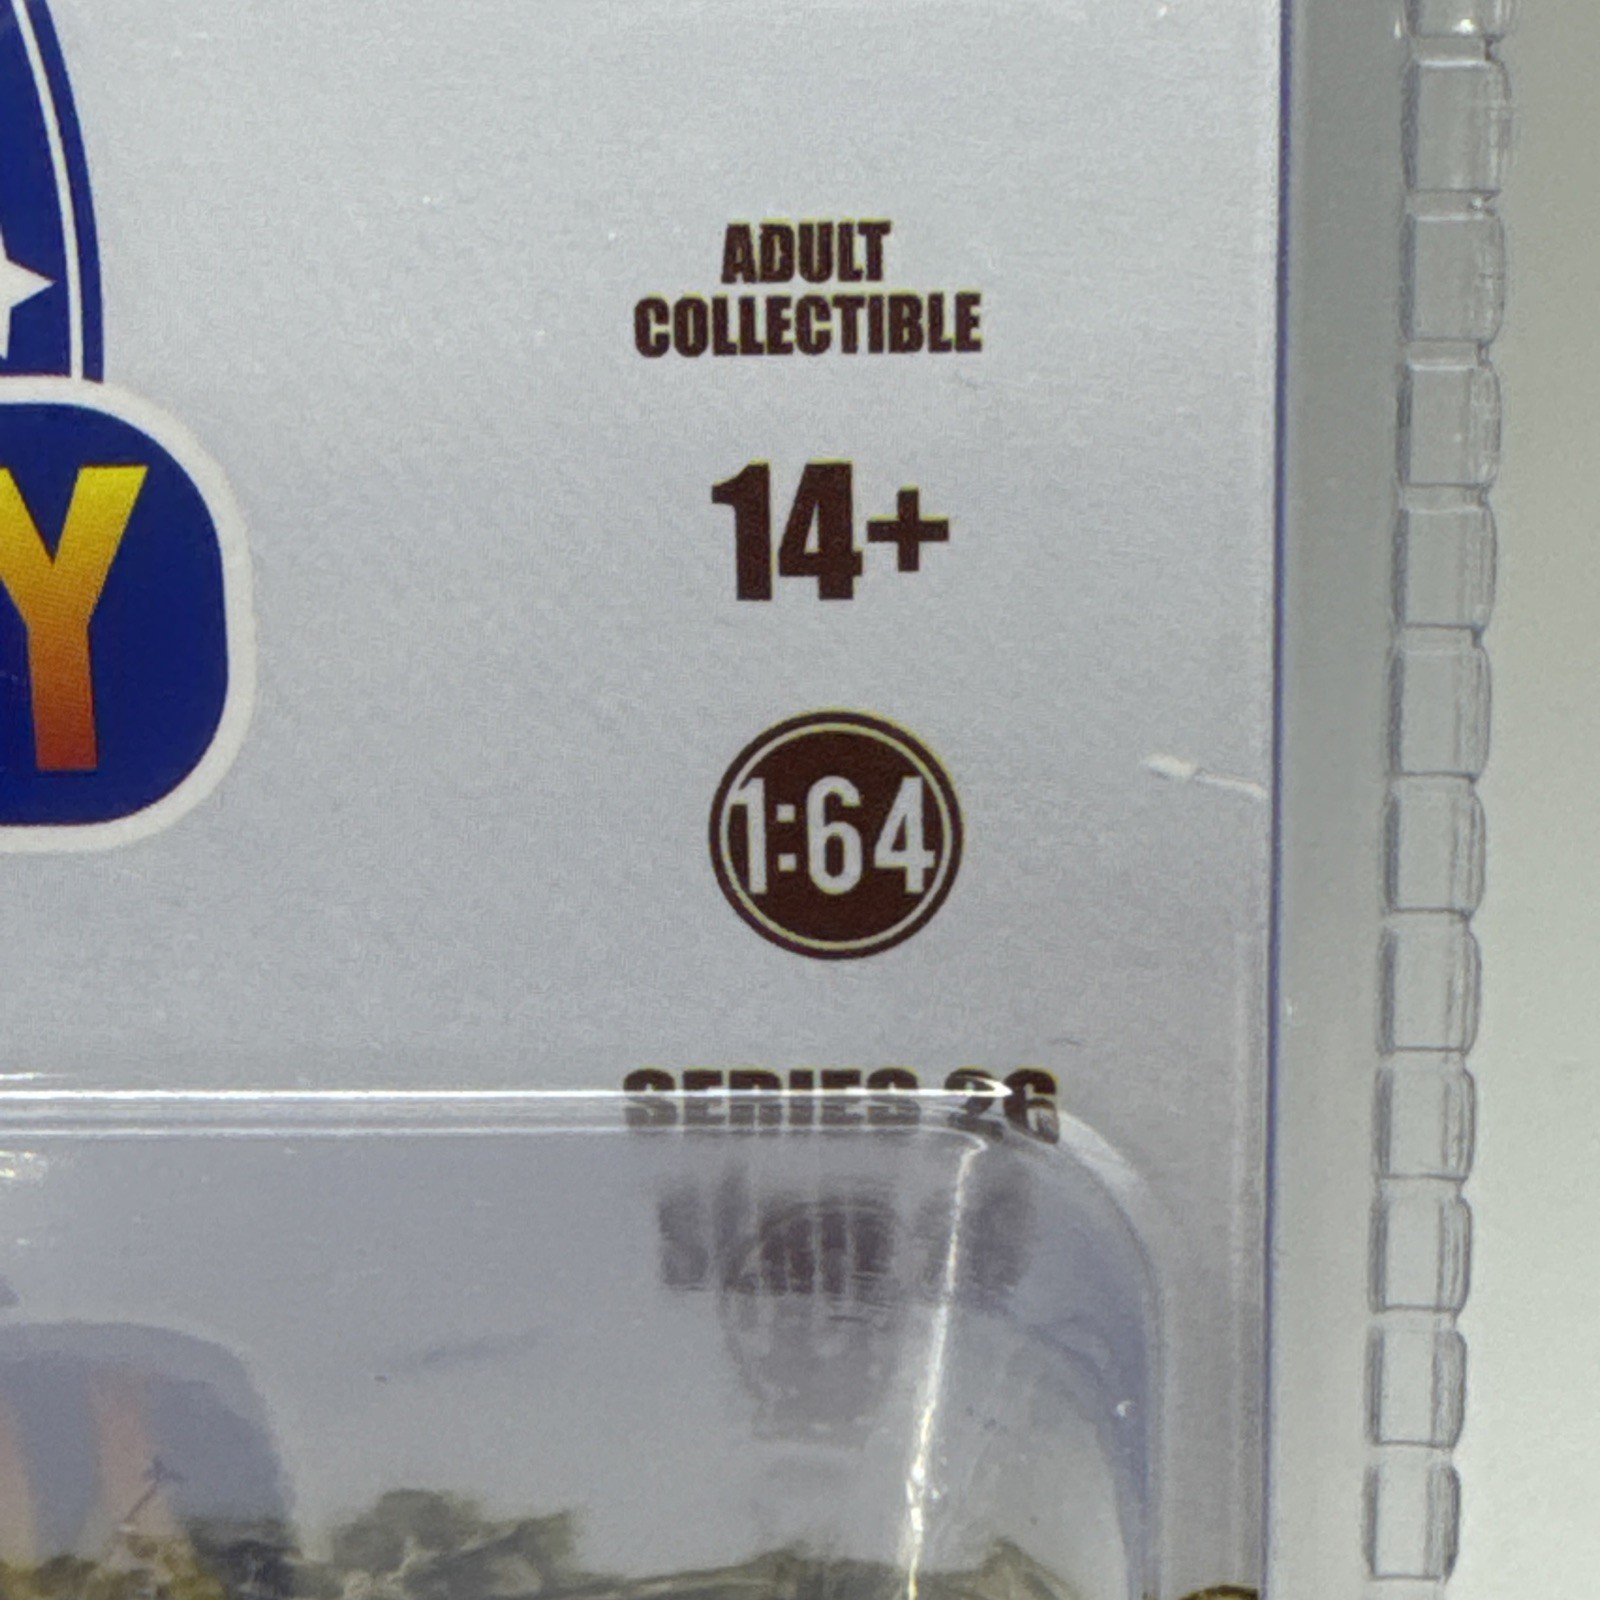 ADULT
COLLECTIBLE
Y
14+
1:64
SERIES 26